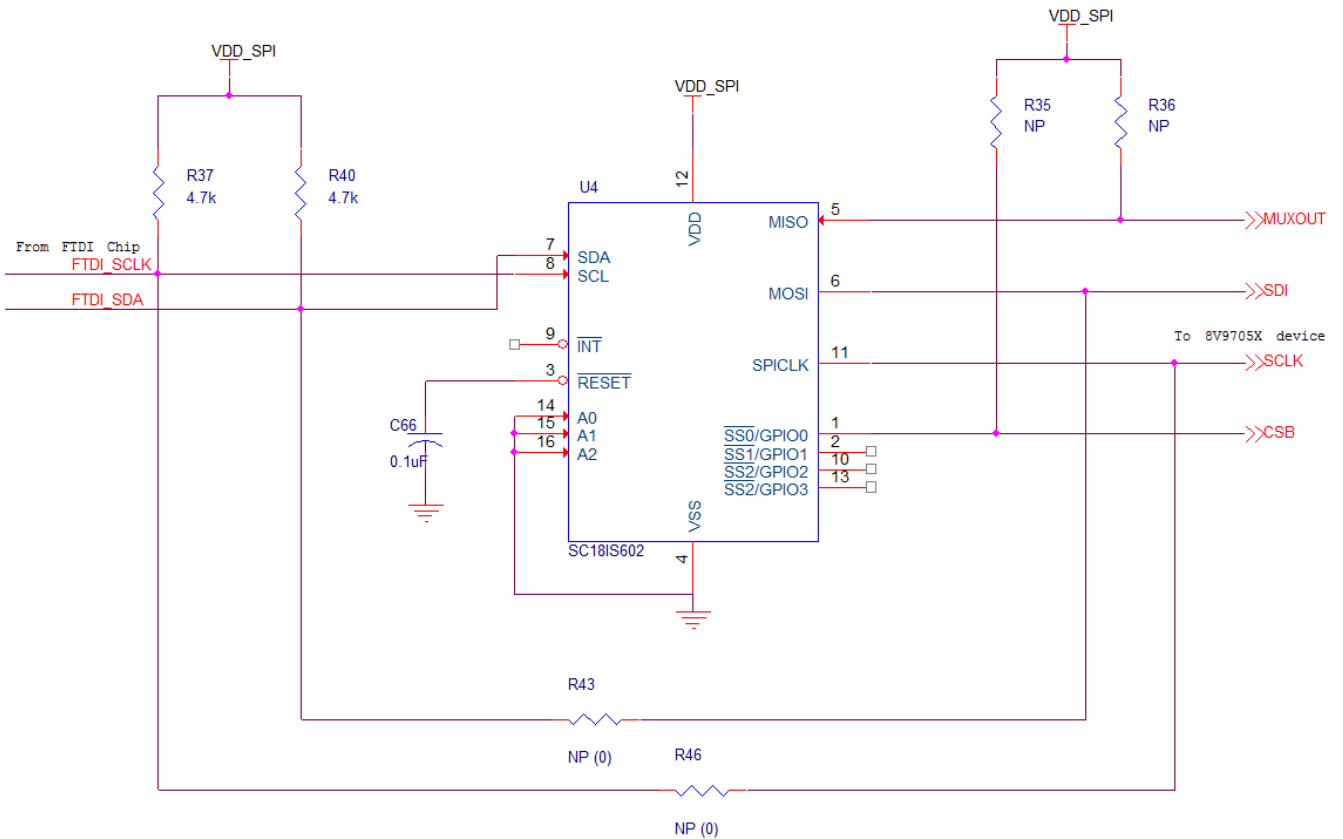 VDD_SPI
VDD_SPI
VDD_SPI
R37
4.7k
R40
4.7k
R35
NP
R36
NP
U4
12
VDD
From FTDI Chip
FTDI_SCLK
FTDI_SDA
7
SDA
8
SCL
9
INT
3
RESET
14
A0
15
A1
16
A2
C66
0.1uF
MISO
5
MUXOUT
MOSI
6
SDI
To 8V9705X device
SPICLK
11
SCLK
SS0/GPIO0
1
CSB
SS1/GPIO1
2
SS2/GPIO2
10
SS2/GPIO3
13
VSS
4
SC18IS602
R43
NP (0)
R46
NP (0)